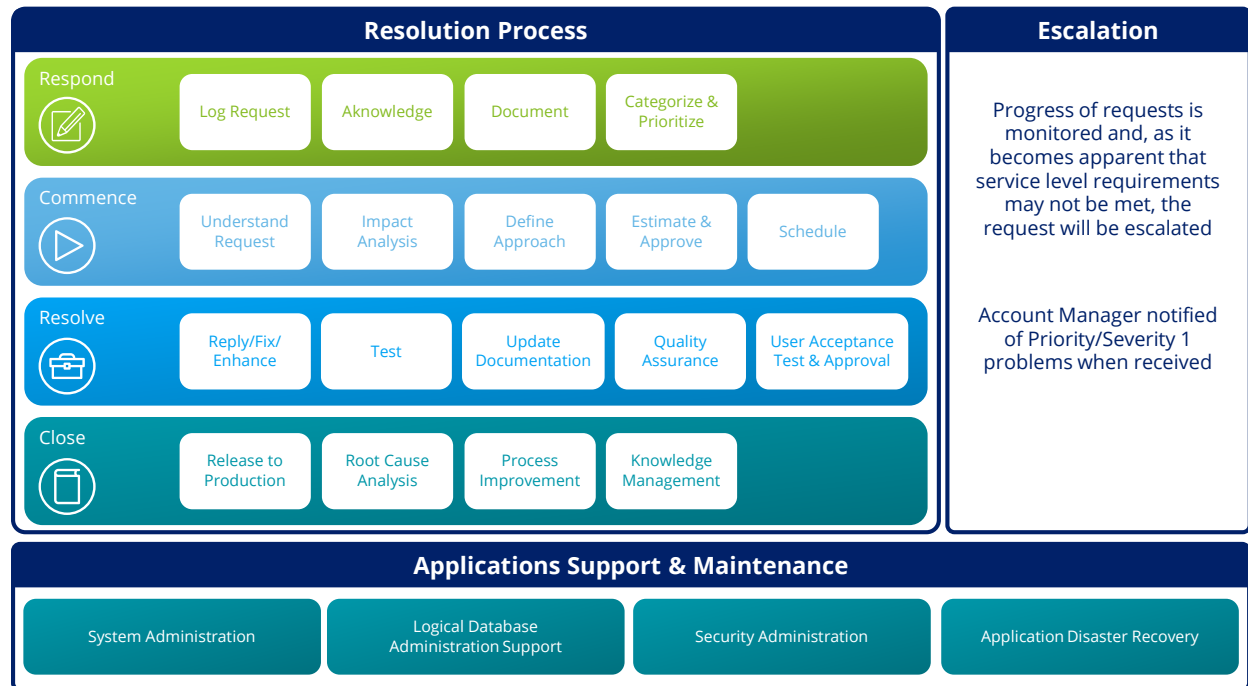 Resolution Process
Respond
Log Request
Aknowledge
Document
Categorize &
Prioritize
Commence
Understand
Request
Impact
Analysis
Define
Approach
Estimate &
Approve
Schedule
Resolve
Reply/Fix/
Enhance
Test
Update
Documentation
Quality
Assurance
User Acceptance
Test & Approval
Close
Release to
Production
Root Cause
Analysis
Process
Improvement
Knowledge
Management
Escalation
Progress of requests is
monitored and, as it
becomes apparent that
service level requirements
may not be met, the
request will be escalated
Account Manager notified
of Priority/Severity 1
problems when received
Applications Support & Maintenance
System Administration
Logical Database
Administration Support
Security Administration
Application Disaster Recovery